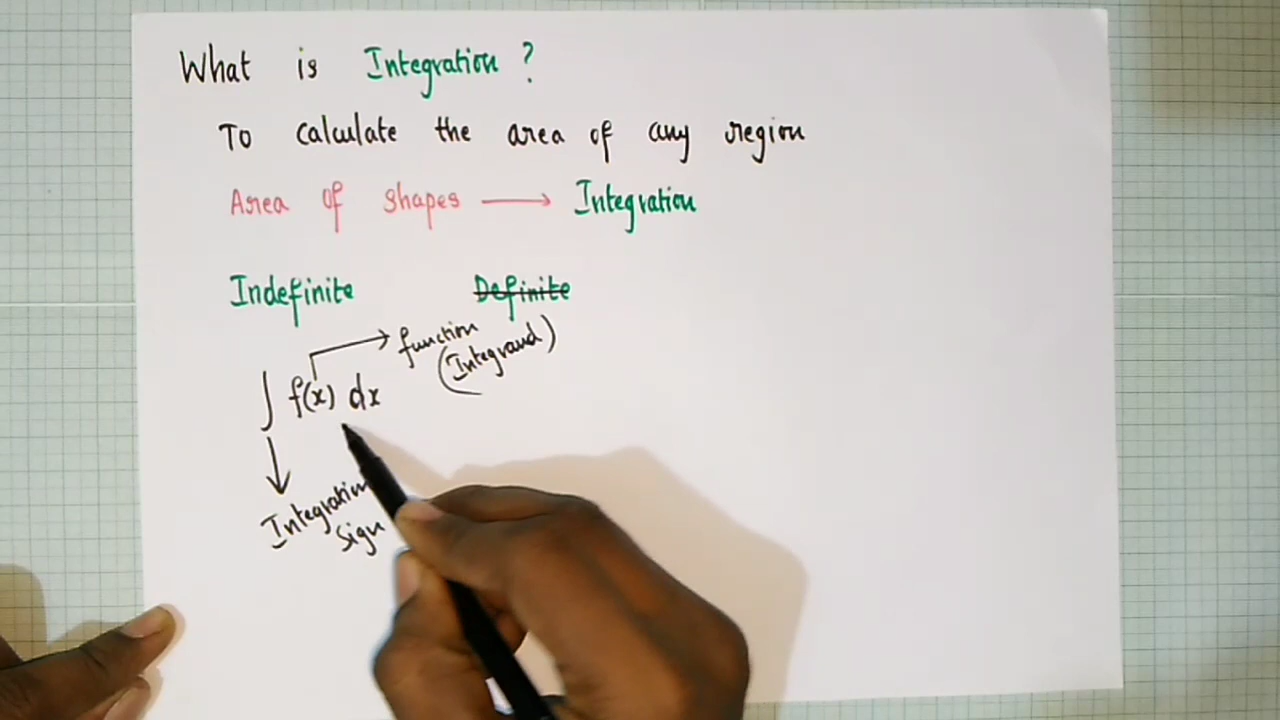 What is Integration ?
To calculate the area of any region
Area of shapes → Integration
Indefinite Definite
function
(Integrand)
∫ f(x) dx
Integration
sign